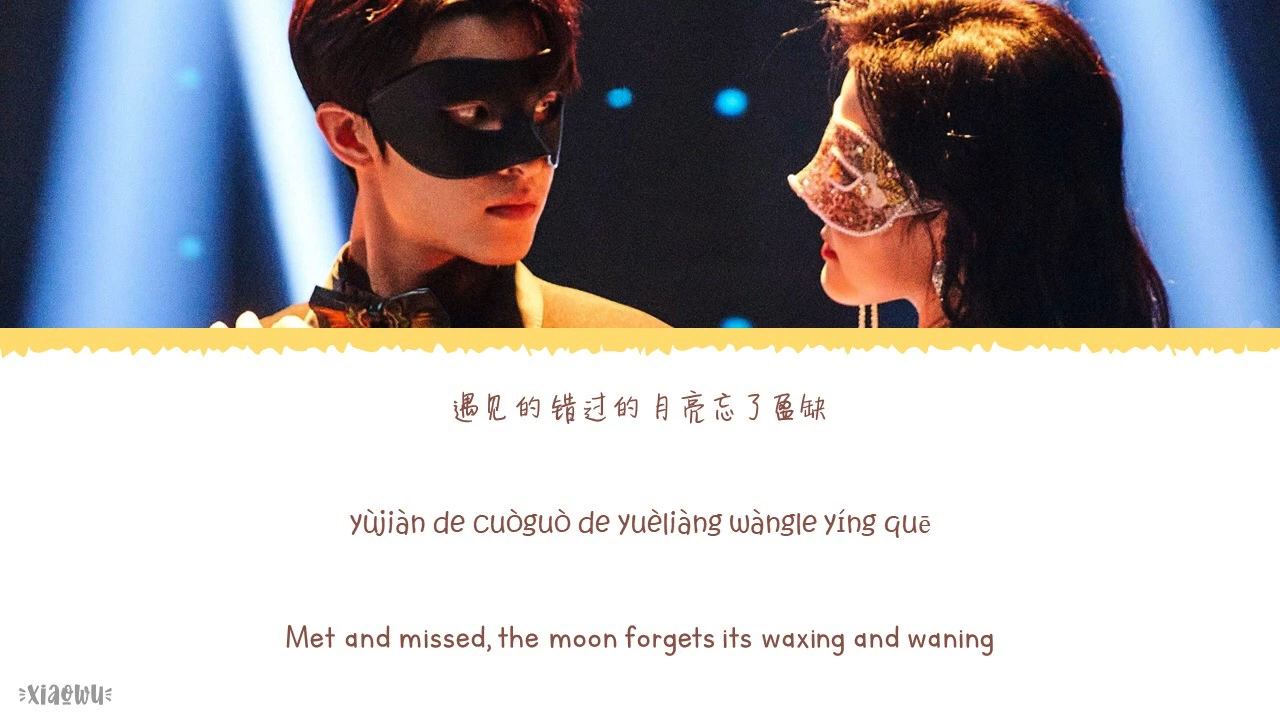 遇见的错过的月亮忘了盈缺
yùjiàn de cuòguò de yuèliàng wàngle yíng quē
Met and missed, the moon forgets its waxing and waning
xiaowu